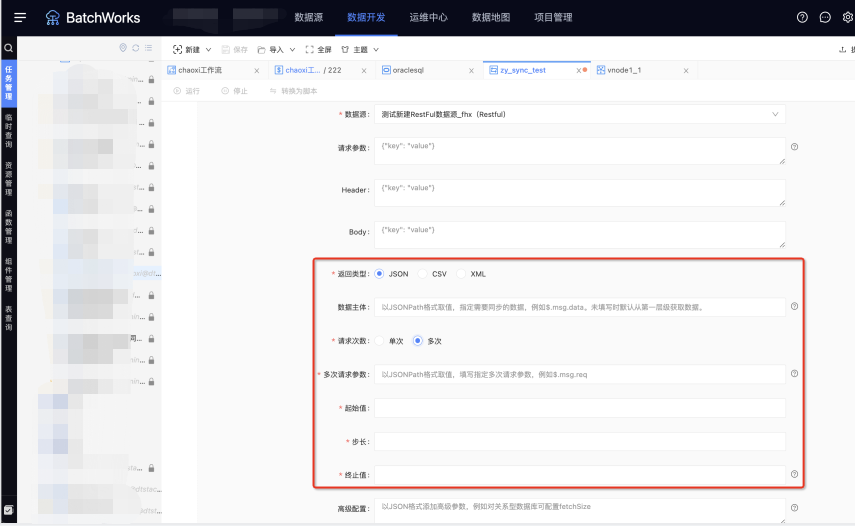 BatchWorks
数据源
数据开发
运维中心
数据地图
项目管理
任务管理
临时查询
资源管理
函数管理
组件管理
表查询
新建
保存
导入
全屏
主题
chaoxi工作流
chaoxi工... / 222
oraclesql
zy_sync_test
vnode1_1
运行
停止
转换为脚本
* 数据源: 测试新建RestFul数据源_fhx（Restful）
请求参数: {"key": "value"}
Header: {"key": "value"}
Body: {"key": "value"}
* 返回类型: JSON CSV XML
数据主体: 以JSONPath格式取值，指定需要同步的数据，例如$.msg.data。未填写时默认从第一层级获取数据。
* 请求次数: 单次 多次
* 多次请求参数: 以JSONPath格式取值，填写指定多次请求参数，例如$.msg.req
* 起始值:
* 步长:
* 终止值:
高级配置: 以JSON格式添加高级参数，例如对关系型数据库可配置fetchSize